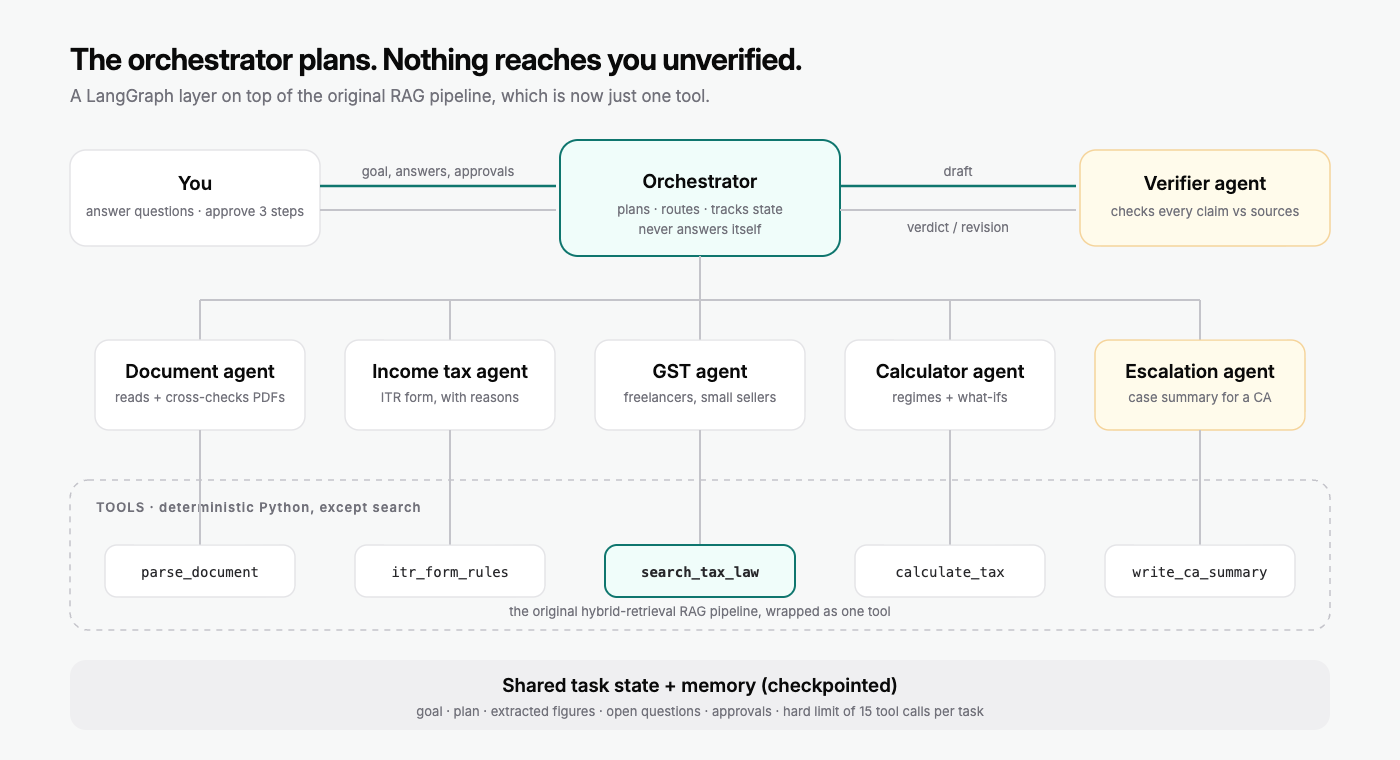 The orchestrator plans. Nothing reaches you unverified.
A LangGraph layer on top of the original RAG pipeline, which is now just one tool.
You
answer questions · approve 3 steps
goal, answers, approvals
Orchestrator
plans · routes · tracks state
never answers itself
draft
verdict / revision
Verifier agent
checks every claim vs sources
Document agent
reads + cross-checks PDFs
Income tax agent
ITR form, with reasons
GST agent
freelancers, small sellers
Calculator agent
regimes + what-ifs
Escalation agent
case summary for a CA
TOOLS · deterministic Python, except search
parse_document
itr_form_rules
search_tax_law
calculate_tax
write_ca_summary
the original hybrid-retrieval RAG pipeline, wrapped as one tool
Shared task state + memory (checkpointed)
goal · plan · extracted figures · open questions · approvals · hard limit of 15 tool calls per task